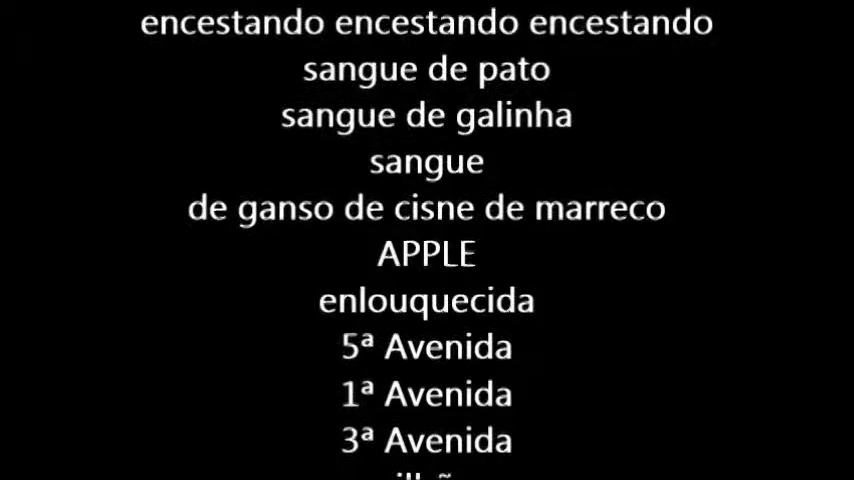 encestando encestando encestando
sangue de pato
sangue de galinha
sangue
de ganso de cisne de marreco
APPLE
enlouquecida
5ª Avenida
1ª Avenida
3ª Avenida